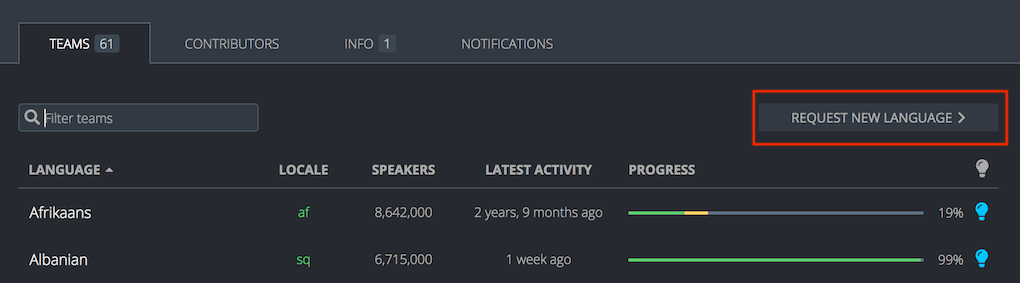 TEAMS 61 CONTRIBUTORS INFO 1 NOTIFICATIONS
Filter teams REQUEST NEW LANGUAGE
LANGUAGE LOCALE SPEAKERS LATEST ACTIVITY PROGRESS
Afrikaans af 8,642,000 2 years, 9 months ago 19%
Albanian sq 6,715,000 1 week ago 99%